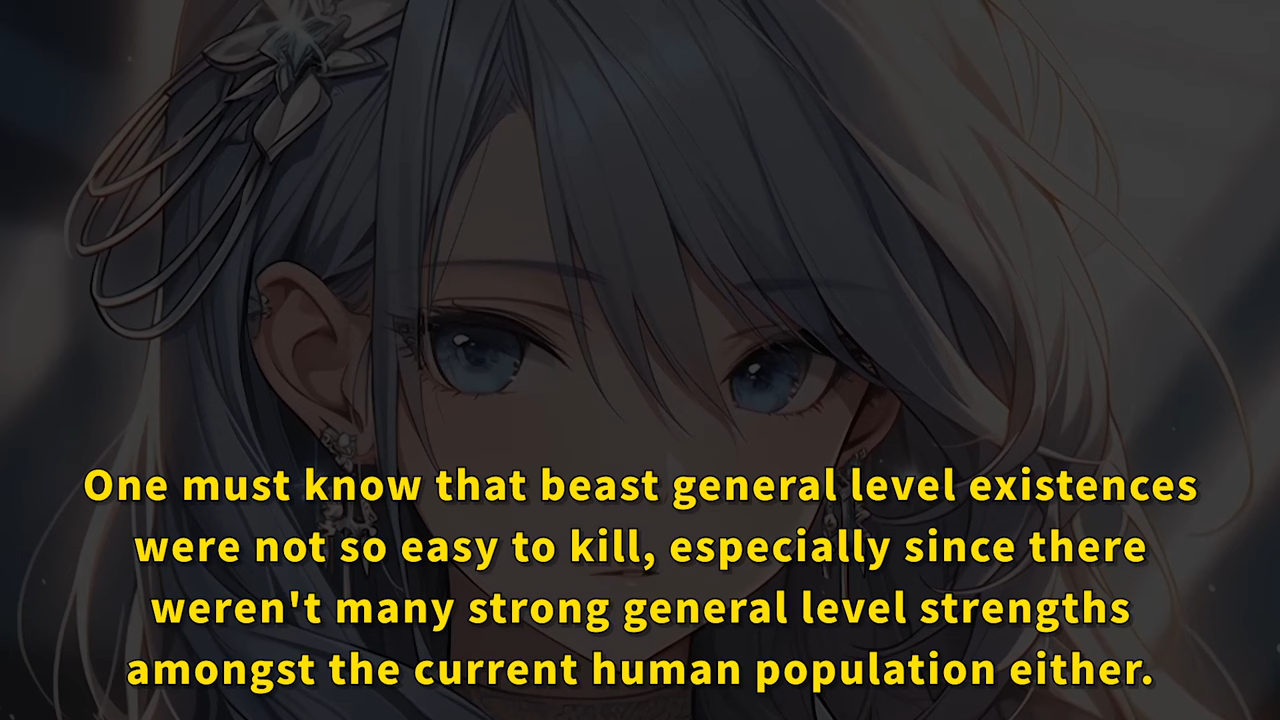 One must know that beast general level existences
were not so easy to kill, especially since there
weren't many strong general level strengths
amongst the current human population either.